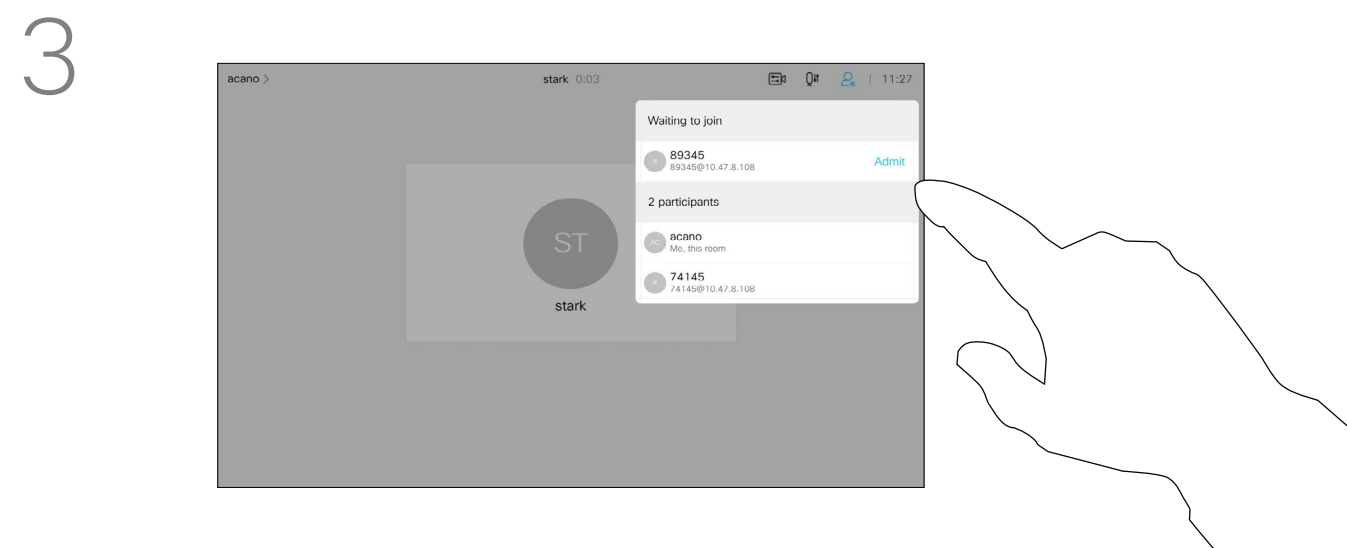 3
acano >
stark 0:03
11:27
Waiting to join
89345
89345@10.47.8.108
Admit
2 participants
AC
acano
Me, this room
74145
74145@10.47.8.108
ST
stark